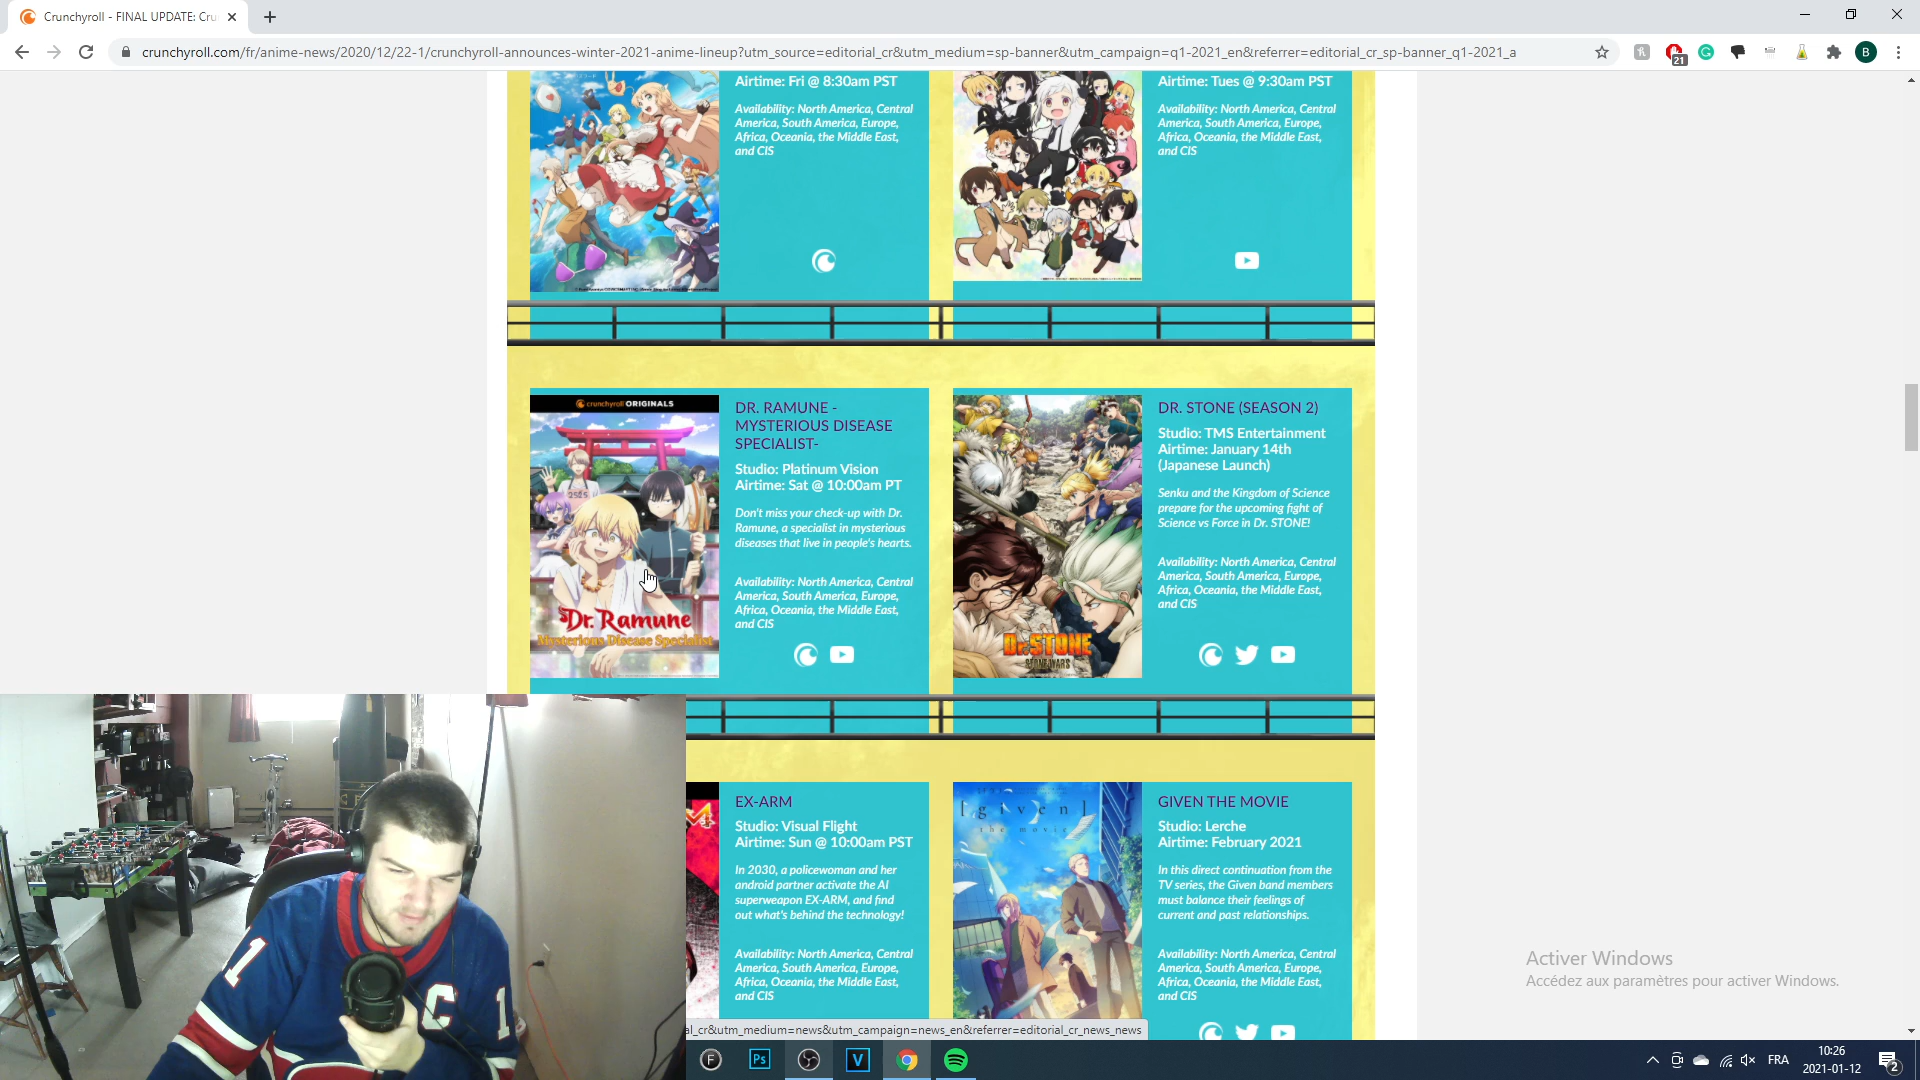 Crunchyroll - FINAL UPDATE: Cru
crunchyroll.com/fr/anime-news/2020/12/22-1/crunchyroll-announces-winter-2021-anime-lineup?utm_source=editorial_cr&utm_medium=sp-banner&utm_campaign=q1-2021_en&referrer=editorial_cr_sp-banner_q1-2021_a
21
B
Airtime: Fri @ 8:30am PST
Availability: North America, Central
America, South America, Europe,
Africa, Oceania, the Middle East,
and CIS
Airtime: Tues @ 9:30am PST
Availability: North America, Central
America, South America, Europe,
Africa, Oceania, the Middle East,
and CIS
crunchyroll ORIGINALS
2525
Dr. Ramune
Mysterious Disease Specialist
DR. RAMUNE -
MYSTERIOUS DISEASE
SPECIALIST-
Studio: Platinum Vision
Airtime: Sat @ 10:00am PT
Don't miss your check-up with Dr.
Ramune, a specialist in mysterious
diseases that live in people's hearts.
Availability: North America, Central
America, South America, Europe,
Africa, Oceania, the Middle East,
and CIS
Dr.STONE
STONE WARS
DR. STONE (SEASON 2)
Studio: TMS Entertainment
Airtime: January 14th
(Japanese Launch)
Senku and the Kingdom of Science
prepare for the upcoming fight of
Science vs Force in Dr. STONE!
Availability: North America, Central
America, South America, Europe,
Africa, Oceania, the Middle East,
and CIS
EX-ARM
Studio: Visual Flight
Airtime: Sun @ 10:00am PST
In 2030, a policewoman and her
android partner activate the AI
superweapon EX-ARM, and find
out what's behind the technology!
Availability: North America, Central
America, South America, Europe,
Africa, Oceania, the Middle East,
and CIS
[given]
the movie
GIVEN THE MOVIE
Studio: Lerche
Airtime: February 2021
In this direct continuation from the
TV series, the Given band members
must balance their feelings of
current and past relationships.
Availability: North America, Central
America, South America, Europe,
Africa, Oceania, the Middle East,
and CIS
C
1
1
Activer Windows
Accédez aux paramètres pour activer Windows.
al_cr&utm_medium=news&utm_campaign=news_en&referrer=editorial_cr_news_news
F
Ps
V
FRA
10:26
2021-01-12
2